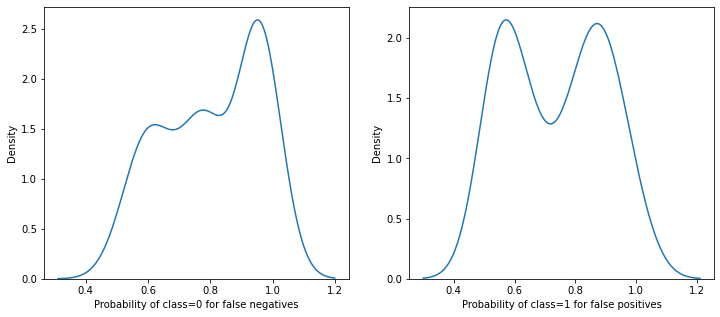 2.5
2.0
1.5
1.0
0.5
0.0
Density
0.4 0.6 0.8 1.0 1.2
Probability of class=0 for false negatives
2.0
1.5
1.0
0.5
0.0
Density
0.4 0.6 0.8 1.0 1.2
Probability of class=1 for false positives